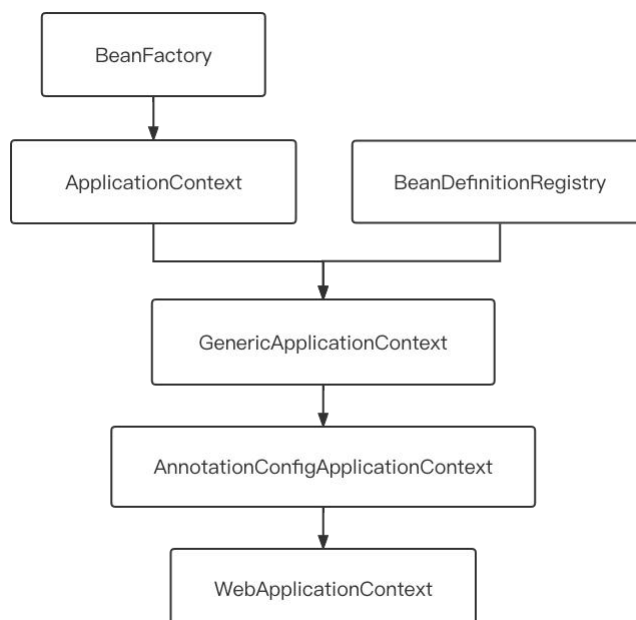 BeanFactory
ApplicationContext
BeanDefinitionRegistry
GenericApplicationContext
AnnotationConfigApplicationContext
WebApplicationContext